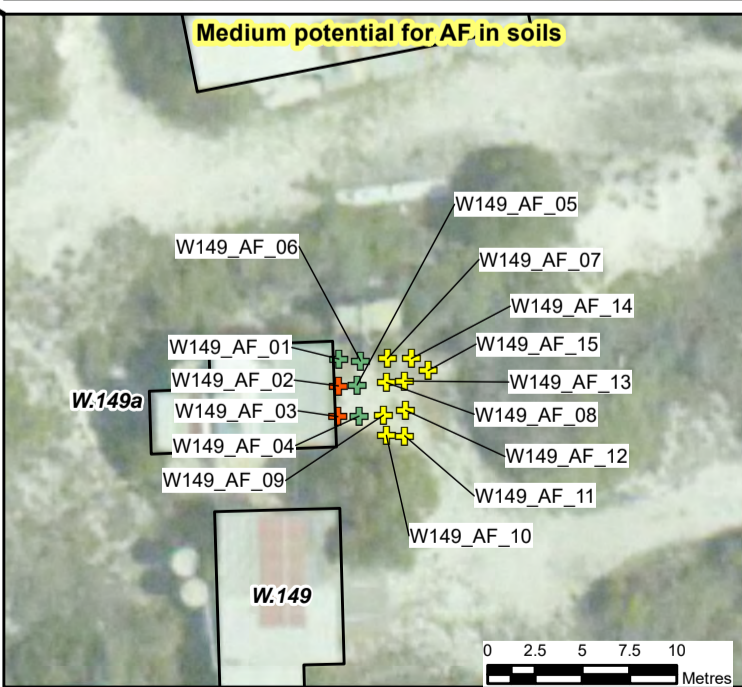 Medium potential for AF in soils
W149_AF_05
W149_AF_06
W149_AF_07
W149_AF_14
W149_AF_01
W149_AF_15
W149_AF_02
W149_AF_13
W.149a
W149_AF_03
W149_AF_08
W149_AF_04
W149_AF_12
W149_AF_09
W149_AF_11
W149_AF_10
W.149
0 2.5 5 7.5 10
Metres